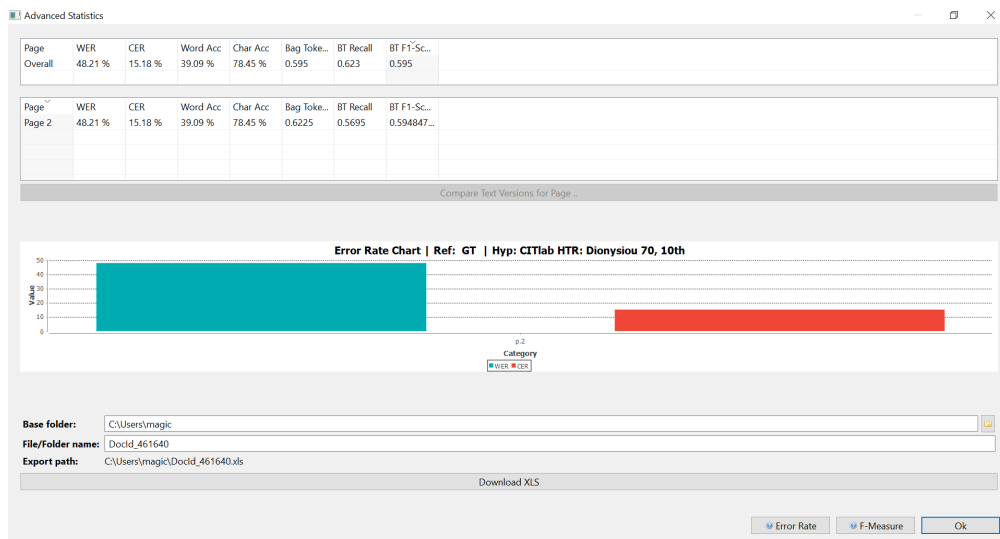 Advanced Statistics
Page WER CER Word Acc Char Acc Bag Toke... BT Recall BT F1-Sc...
Overall 48.21 % 15.18 % 39.09 % 78.45 % 0.595 0.623 0.595
Page WER CER Word Acc Char Acc Bag Toke... BT Recall BT F1-Sc...
Page 2 48.21 % 15.18 % 39.09 % 78.45 % 0.6225 0.5695 0.594847...
Compare Text Versions for Page ..
Error Rate Chart | Ref: GT | Hyp: CITlab HTR: Dionysiou 70, 10th
50
40
30
20
10
0
Value
p.2
Category
WER CER
Base folder: C:\Users\magic
File/Folder name: DocId_461640
Export path: C:\Users\magic\DocId_461640.xls
Download XLS
Error Rate F-Measure Ok